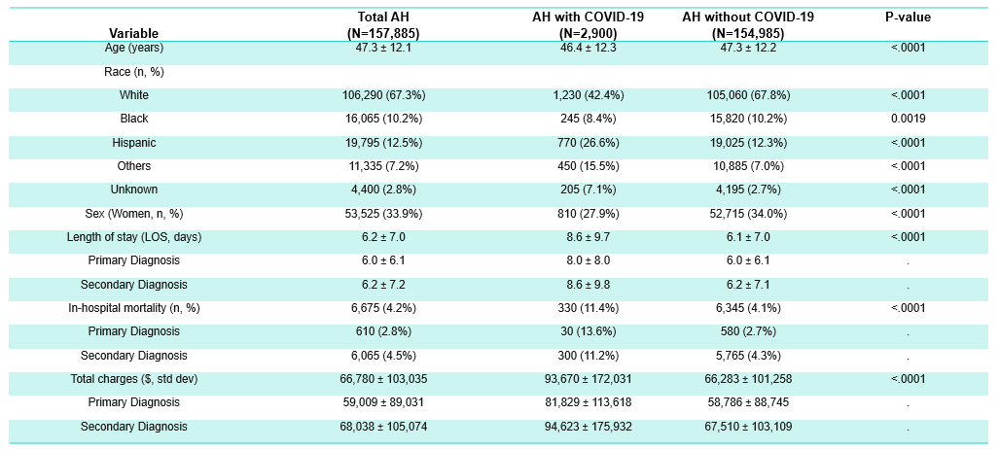 Variable Total AH (N=157,885) AH with COVID-19 (N=2,900) AH without COVID-19 (N=154,985) P-value
Age (years) 47.3 ± 12.1 46.4 ± 12.3 47.3 ± 12.2 <.0001
Race (n, %)
White 106,290 (67.3%) 1,230 (42.4%) 105,060 (67.8%) <.0001
Black 16,065 (10.2%) 245 (8.4%) 15,820 (10.2%) 0.0019
Hispanic 19,795 (12.5%) 770 (26.6%) 19,025 (12.3%) <.0001
Others 11,335 (7.2%) 450 (15.5%) 10,885 (7.0%) <.0001
Unknown 4,400 (2.8%) 205 (7.1%) 4,195 (2.7%) <.0001
Sex (Women, n, %) 53,525 (33.9%) 810 (27.9%) 52,715 (34.0%) <.0001
Length of stay (LOS, days) 6.2 ± 7.0 8.6 ± 9.7 6.1 ± 7.0 <.0001
Primary Diagnosis 6.0 ± 6.1 8.0 ± 8.0 6.0 ± 6.1 .
Secondary Diagnosis 6.2 ± 7.2 8.6 ± 9.8 6.2 ± 7.1 .
In-hospital mortality (n, %) 6,675 (4.2%) 330 (11.4%) 6,345 (4.1%) <.0001
Primary Diagnosis 610 (2.8%) 30 (13.6%) 580 (2.7%) .
Secondary Diagnosis 6,065 (4.5%) 300 (11.2%) 5,765 (4.3%) .
Total charges ($, std dev) 66,780 ± 103,035 93,670 ± 172,031 66,283 ± 101,258 <.0001
Primary Diagnosis 59,009 ± 89,031 81,829 ± 113,618 58,786 ± 88,745 .
Secondary Diagnosis 68,038 ± 105,074 94,623 ± 175,932 67,510 ± 103,109 .